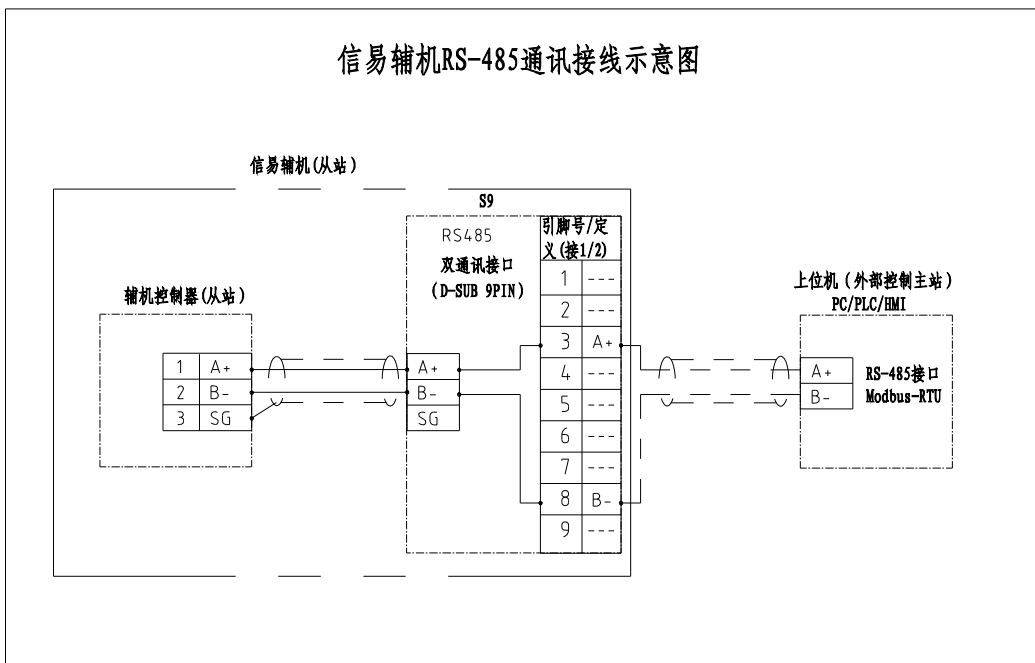 信易辅机RS-485通讯接线示意图
信易辅机(从站)
S9
RS485
双通讯接口
(D-SUB 9PIN)
引脚号/定
义(接1/2)
1 ---
2 ---
3 A+
4 ---
5 ---
6 ---
7 ---
8 B-
9 ---
辅机控制器(从站)
1 A+
2 B-
3 SG
A+
B-
SG
上位机(外部控制主站)
PC/PLC/HMI
A+
B-
RS-485接口
Modbus-RTU